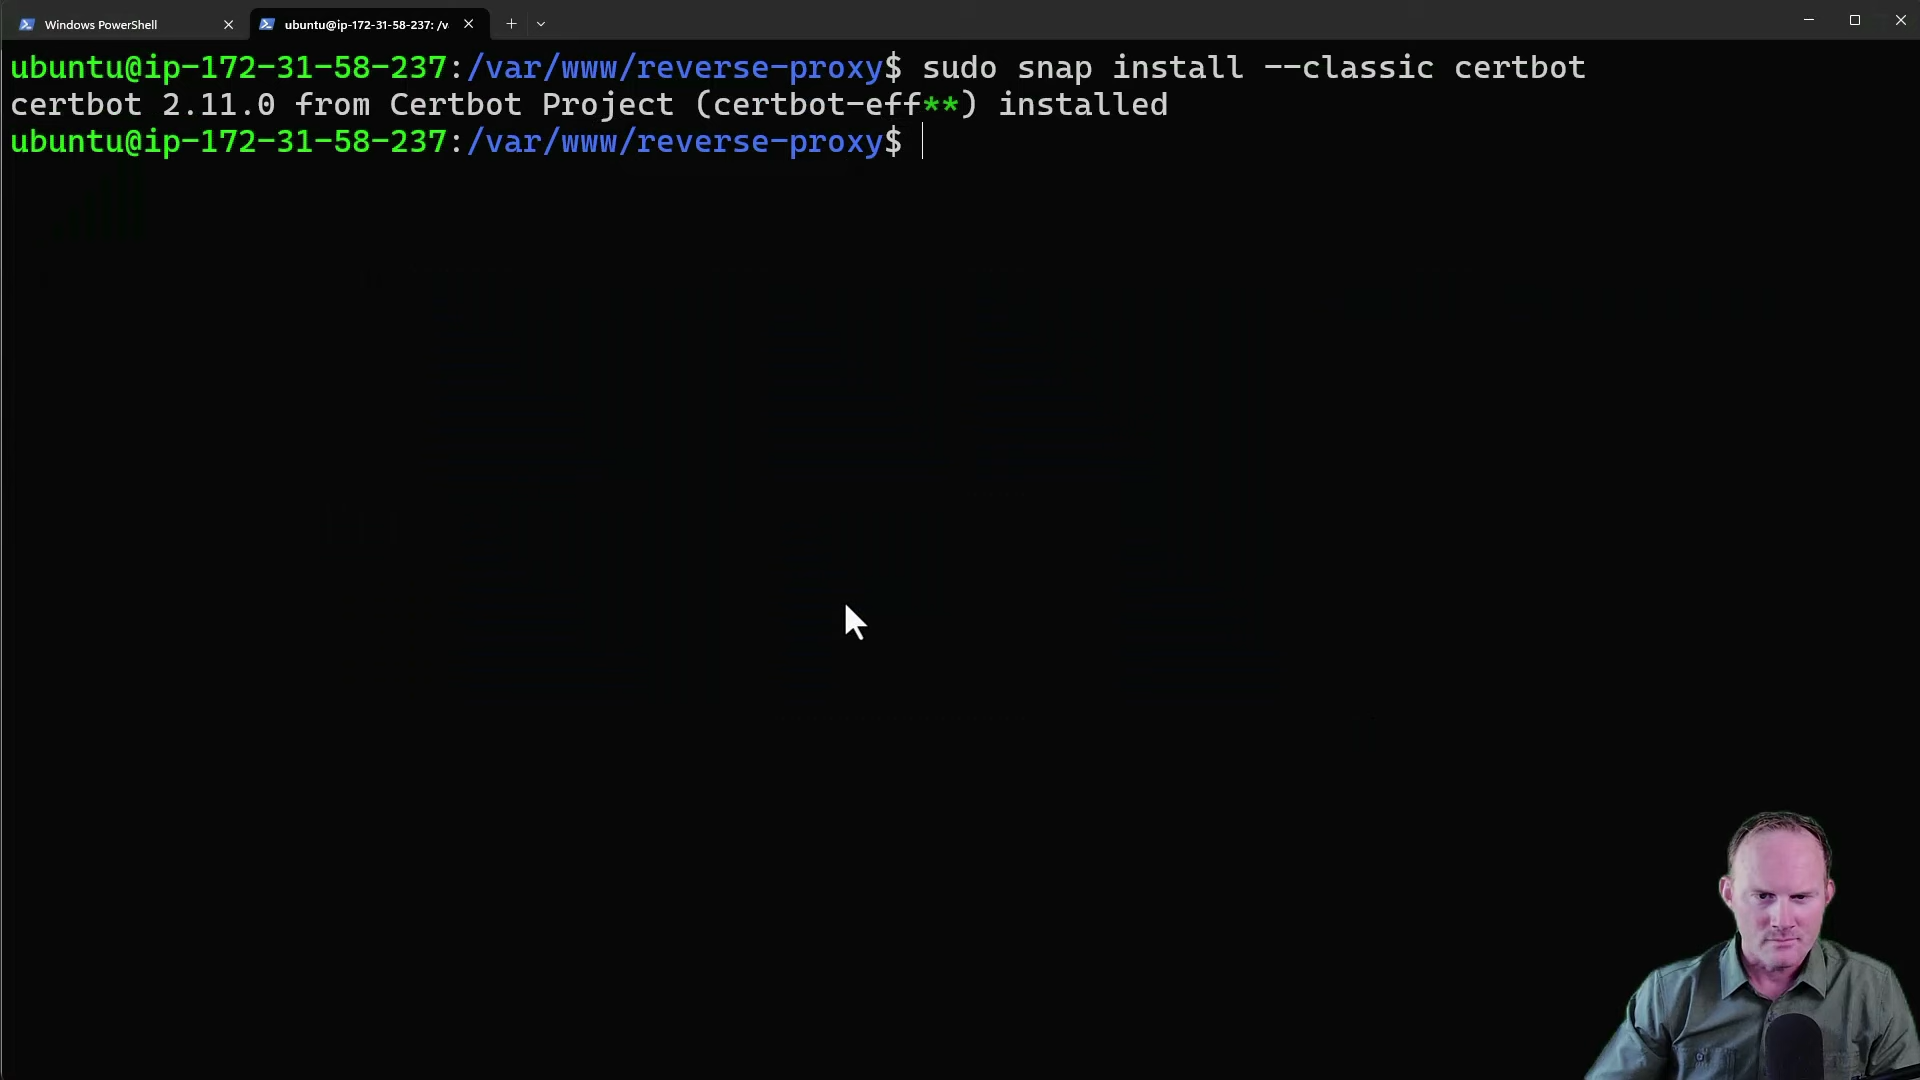 Windows PowerShell
ubuntu@ip-172-31-58-237: /v
ubuntu@ip-172-31-58-237:/var/www/reverse-proxy$ sudo snap install --classic certbot
certbot 2.11.0 from Certbot Project (certbot-eff**) installed
ubuntu@ip-172-31-58-237:/var/www/reverse-proxy$